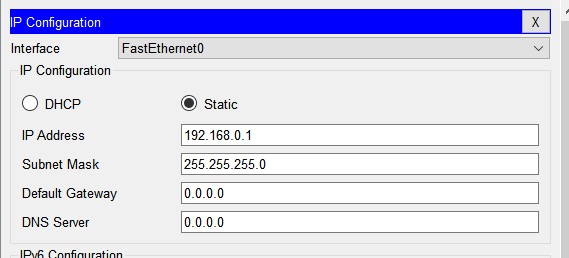 IP Configuration X
Interface FastEthernet0
IP Configuration
DHCP Static
IP Address 192.168.0.1
Subnet Mask 255.255.255.0
Default Gateway 0.0.0.0
DNS Server 0.0.0.0
IPv6 Configuration